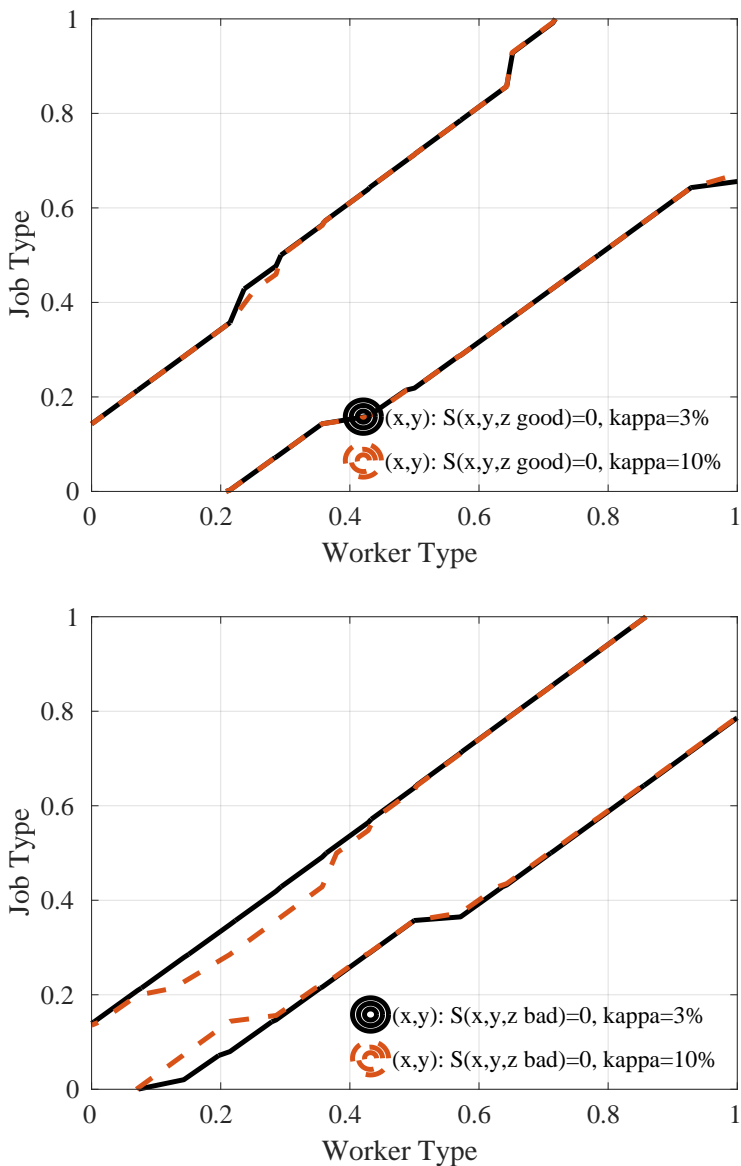 1
0.8
0.6
0.4
0.2
0
Job Type
(x,y): S(x,y,z good)=0, kappa=3%
(x,y): S(x,y,z good)=0, kappa=10%
0 0.2 0.4 0.6 0.8 1
Worker Type
1
0.8
0.6
0.4
0.2
0
Job Type
(x,y): S(x,y,z bad)=0, kappa=3%
(x,y): S(x,y,z bad)=0, kappa=10%
0 0.2 0.4 0.6 0.8 1
Worker Type